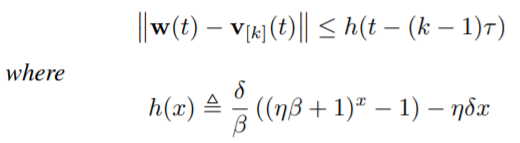 ‖w(t) − v[k](t)‖ ≤ h(t − (k − 1)τ)
where
h(x) ≜ δ/β ((ηβ + 1)^x − 1) − ηδx